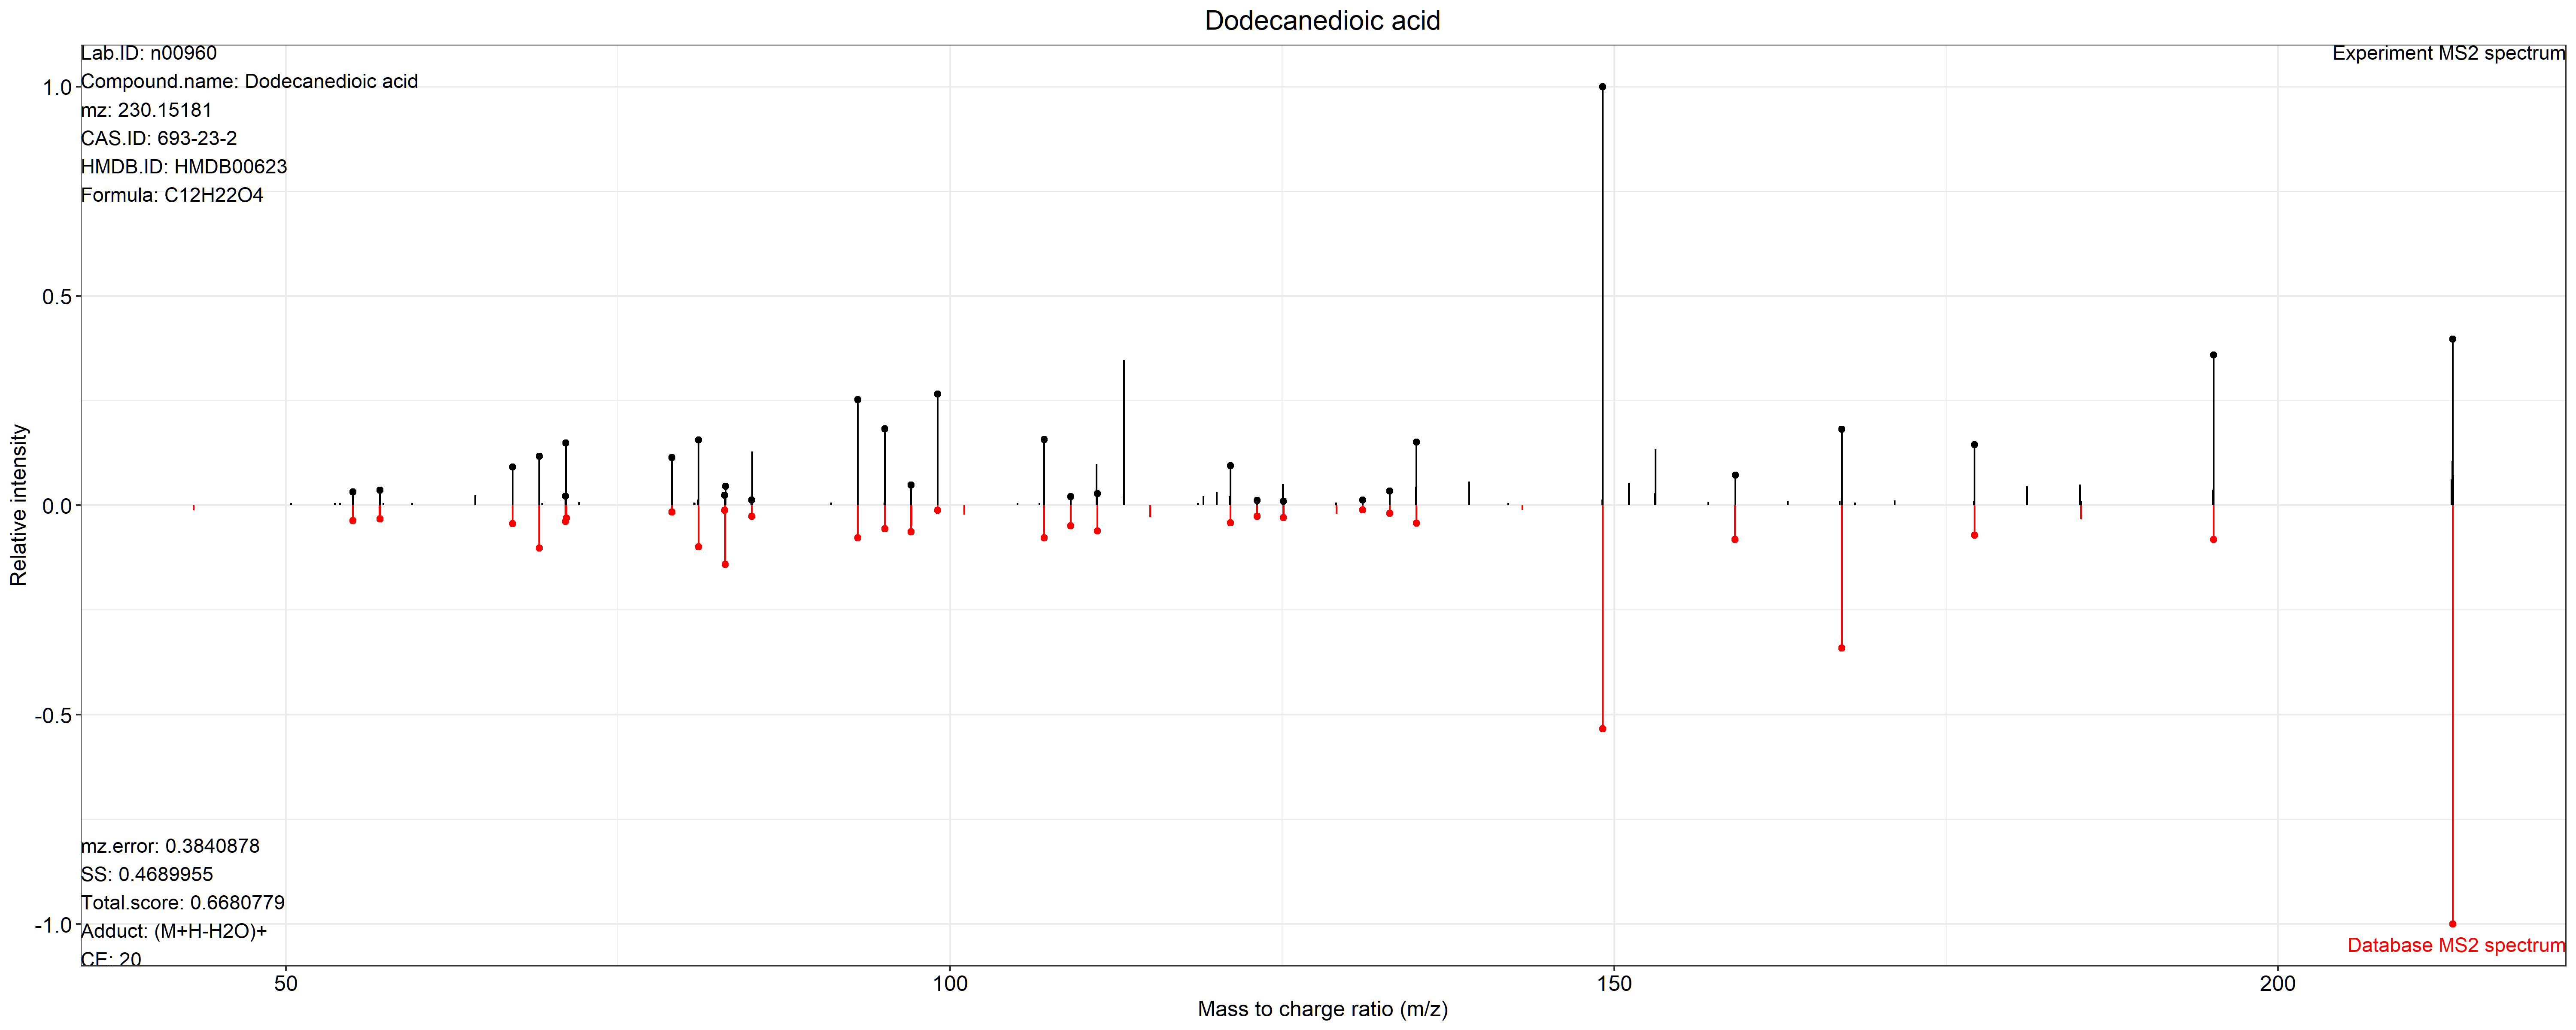 Dodecanedioic acid
Lab.ID: n00960
Experiment MS2 spectrum
Compound.name: Dodecanedioic acid
mz: 230.15181
CAS.ID: 693-23-2
HMDB.ID: HMDB00623
Formula: C12H22O4
1.0
0.5
0.0
-0.5
-1.0
Relative intensity
mz.error: 0.3840878
SS: 0.4689955
Total.score: 0.6680779
Adduct: (M+H-H2O)+
CE: 20
Database MS2 spectrum
50
100
150
200
Mass to charge ratio (m/z)